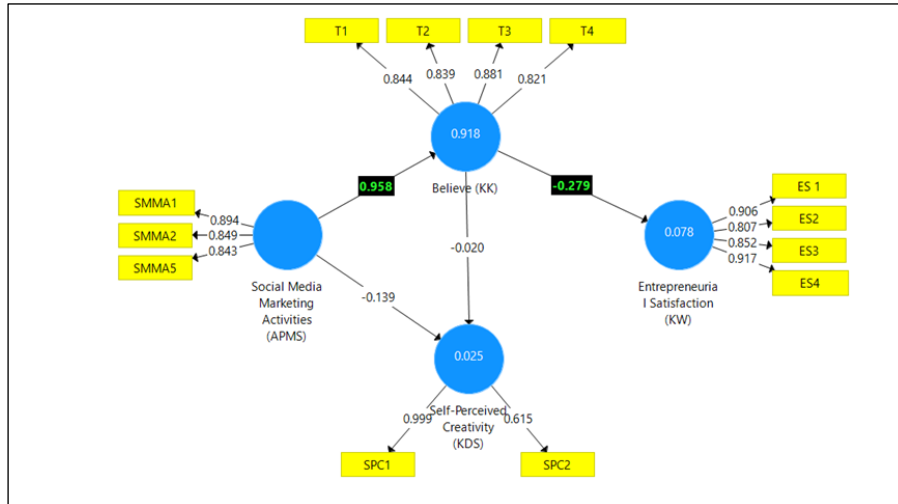 T1
T2
T3
T4
0.844
0.839
0.881
0.821
0.918
Believe (KK)
0.958
-0.279
SMMA1
SMMA2
SMMA5
0.894
0.849
0.843
Social Media
Marketing
Activities
(APMS)
-0.020
-0.139
0.078
Entrepreneuria
l Satisfaction
(KW)
0.906
0.807
0.852
0.917
ES 1
ES2
ES3
ES4
0.025
Self-Perceived
Creativity
(KDS)
0.999
0.615
SPC1
SPC2